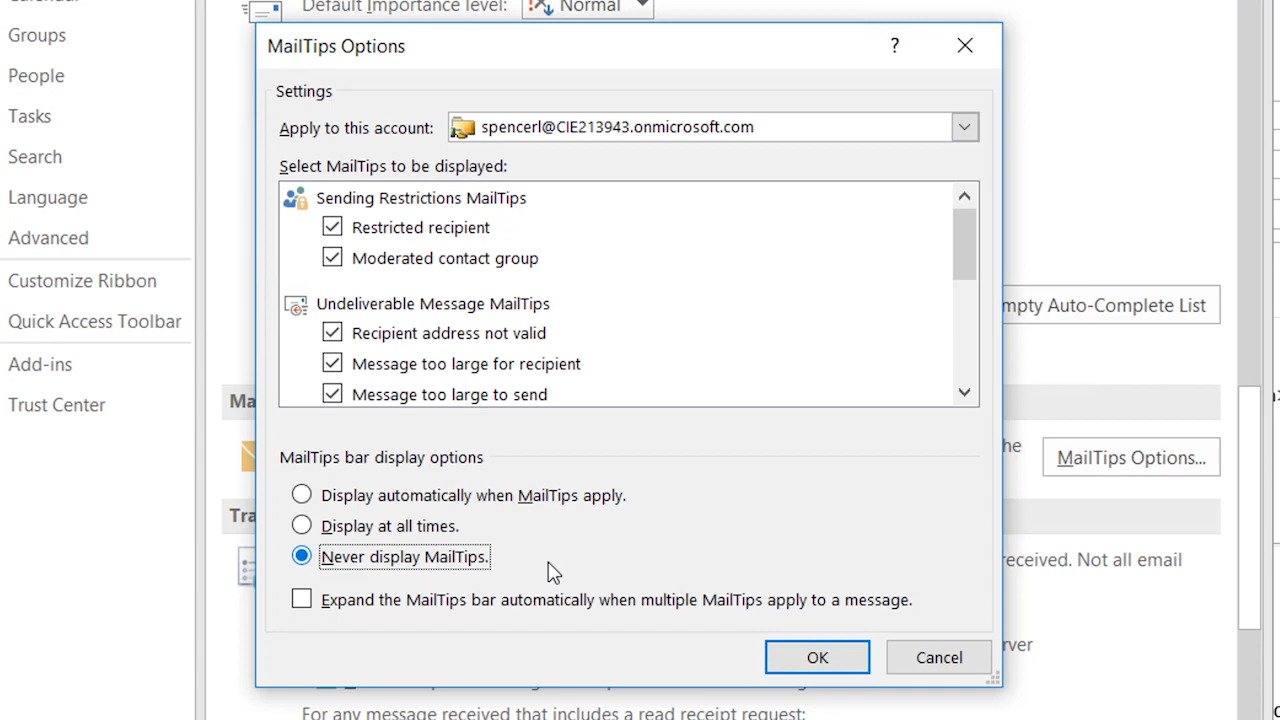 Calendar
Groups
People
Tasks
Search
Language
Advanced
Customize Ribbon
Quick Access Toolbar
Add-ins
Trust Center
Default Importance level: Normal
MailTips Options ?
Settings
Apply to this account: spencerl@CIE213943.onmicrosoft.com
Select MailTips to be displayed:
Sending Restrictions MailTips
Restricted recipient
Moderated contact group
Undeliverable Message MailTips
Recipient address not valid
Message too large for recipient
Message too large to send
MailTips bar display options
Display automatically when MailTips apply.
Display at all times.
Never display MailTips.
Expand the MailTips bar automatically when multiple MailTips apply to a message.
OK Cancel
mpty Auto-Complete List
Ma
he
MailTips Options...
Tra
received. Not all email
rver
For any message received that includes a read receipt request: